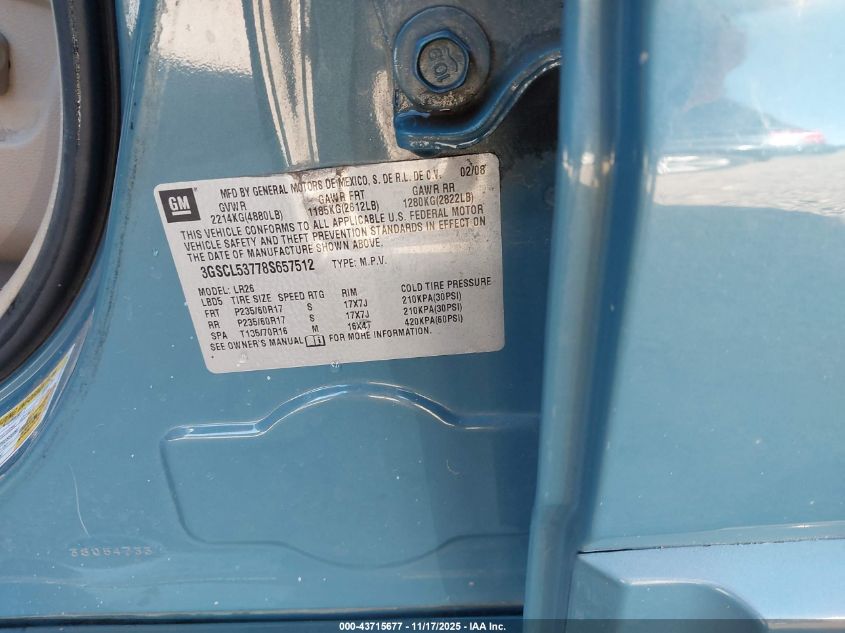 GM
MFD BY GENERAL MOTORS DE MEXICO, S. DE R.L. DE C.V. 02/08
GVWR GAWR FRT GAWR RR
2214KG(4880LB) 1185KG(2612LB) 1280KG(2822LB)
THIS VEHICLE CONFORMS TO ALL APPLICABLE U.S. FEDERAL MOTOR
VEHICLE SAFETY AND THEFT PREVENTION STANDARDS IN EFFECT ON
THE DATE OF MANUFACTURE SHOWN ABOVE.
3GSCL53778S657512 TYPE: M.P.V.
MODEL: LR26
LBD5 TIRE SIZE SPEED RTG RIM COLD TIRE PRESSURE
FRT P235/60R17 S 17X7J 210KPA(30PSI)
RR P235/60R17 S 17X7J 210KPA(30PSI)
SPA T135/70R16 M 16X4T 420KPA(60PSI)
SEE OWNER'S MANUAL FOR MORE INFORMATION.
000-43715677 - 11/17/2025 - IAA Inc.